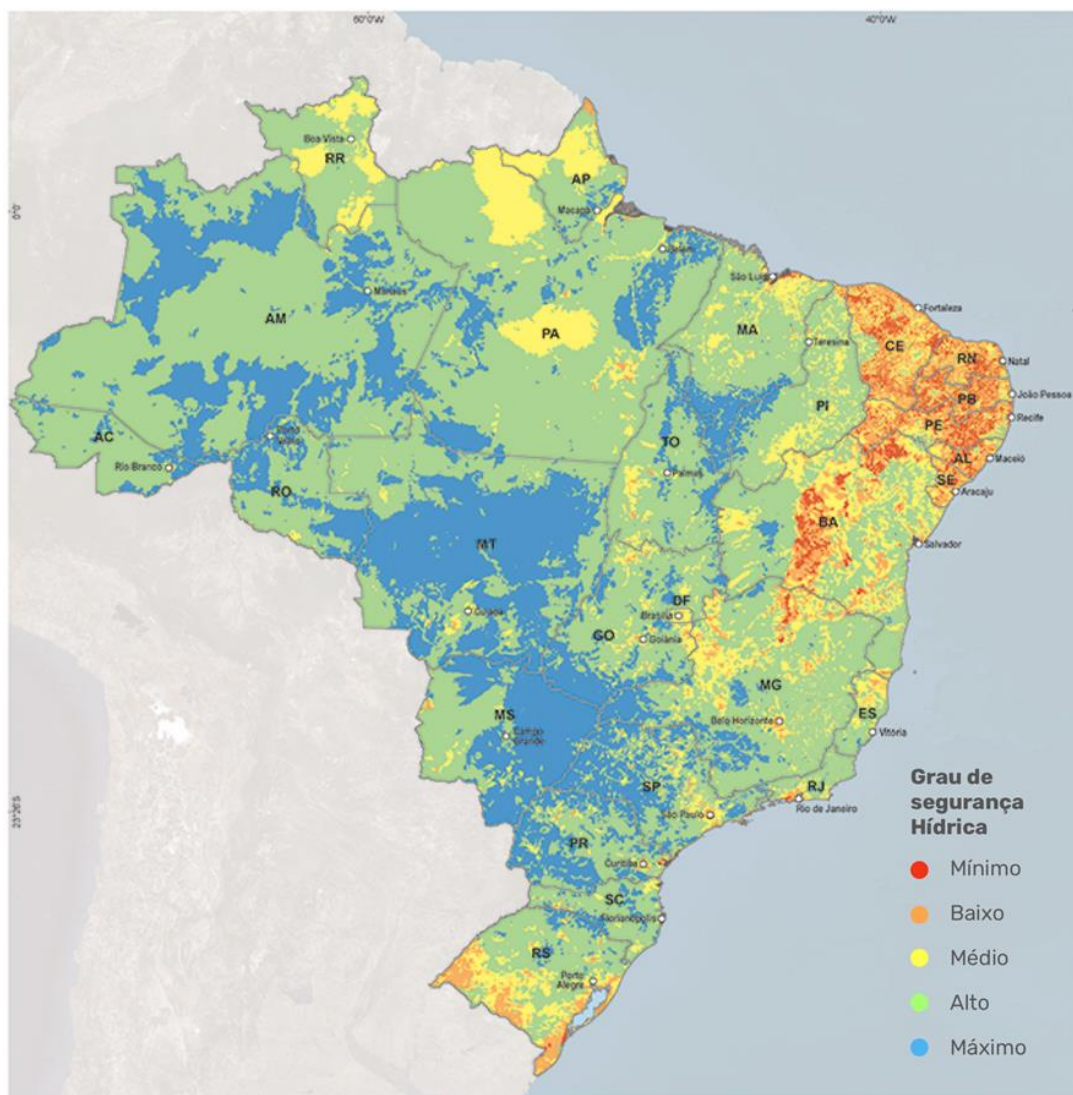 60°0'W
40°0'W
Boa Vista
RR
AP
Macapá
0°0'
Belém
São Luís
Manaus
Fortaleza
AM
PA
MA
Teresina
CE
RN
Natal
João Pessoa
PB
Recife
PI
PE
AC
Porto
Velho
TO
AL
Maceió
Rio Branco
Palmas
SE
Aracaju
RO
BA
MT
Salvador
Cuiabá
DF
Brasília
GO
Goiânia
MG
MS
Belo Horizonte
ES
Campo
Grande
Vitória
SP
RJ
São Paulo
Rio de Janeiro
23°26'S
PR
Curitiba
SC
Florianópolis
RS
Porto
Alegre
Grau de
segurança
Hídrica
Mínimo
Baixo
Médio
Alto
Máximo